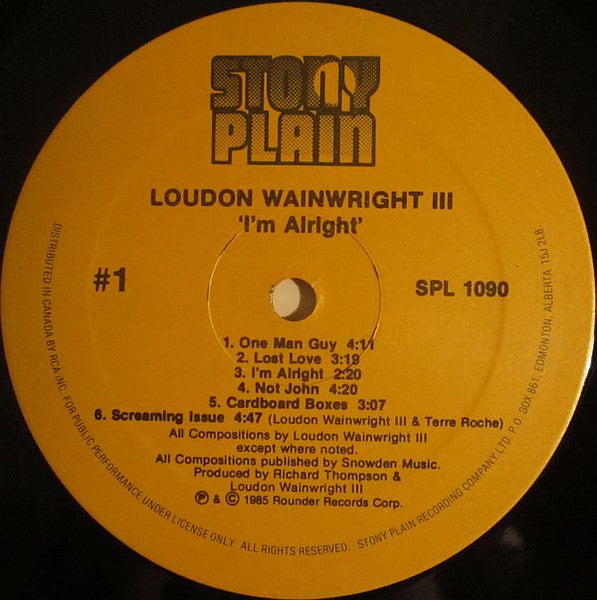 STONY
PLAIN
LOUDON WAINWRIGHT III
'I'm Alright'
#1
SPL 1090
1. One Man Guy 4:11
2. Lost Love 3:19
3. I'm Alright 2:20
4. Not John 4:20
5. Cardboard Boxes 3:07
6. Screaming Issue 4:47 (Loudon Wainwright III & Terre Roche)
All Compositions by Loudon Wainwright III
except where noted.
All Compositions published by Snowden Music.
Produced by Richard Thompson &
Loudon Wainwright III
℗ & © 1985 Rounder Records Corp.
DISTRIBUTED IN CANADA BY RCA INC. FOR PUBLIC PERFORMANCE UNDER LICENSE ONLY. ALL RIGHTS RESERVED. STONY PLAIN RECORDING COMPANY LTD. P.O. BOX 861, EDMONTON, ALBERTA T5J 2L8